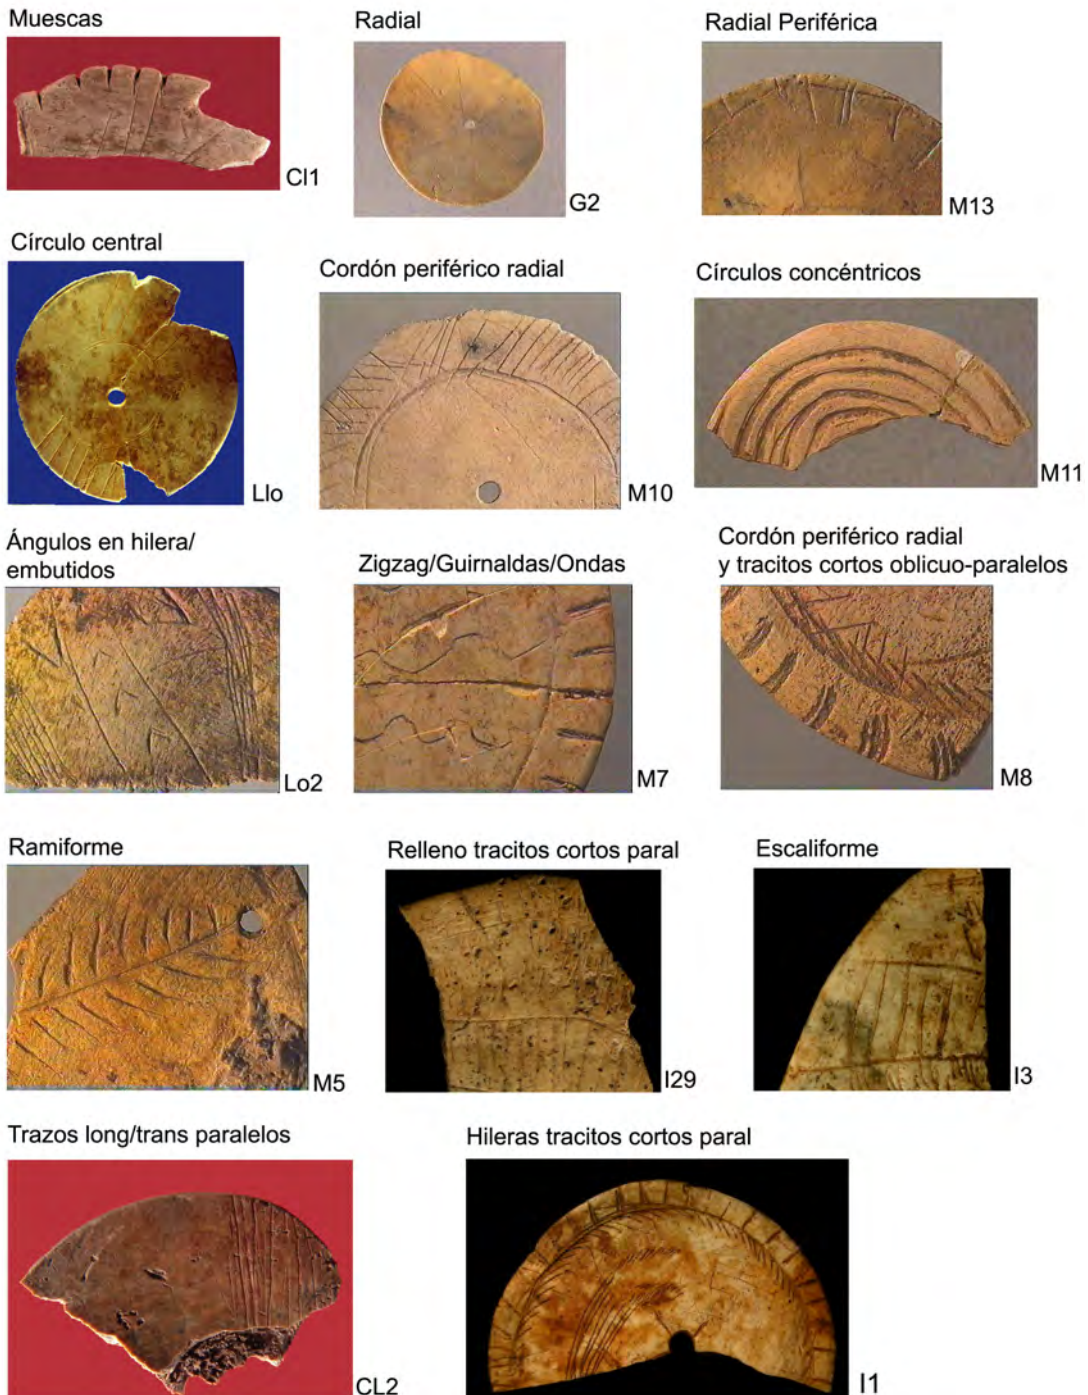 Muescas
Radial
Radial Periférica
Cl1
G2
M13
Círculo central
Cordón periférico radial
Círculos concéntricos
Llo
M10
M11
Ángulos en hilera/
embutidos
Zigzag/Guirnaldas/Ondas
Cordón periférico radial
y tracitos cortos oblicuo-paralelos
Lo2
M7
M8
Ramiforme
Relleno tracitos cortos paral
Escaliforme
M5
I29
I3
Trazos long/trans paralelos
Hileras tracitos cortos paral
CL2
I1